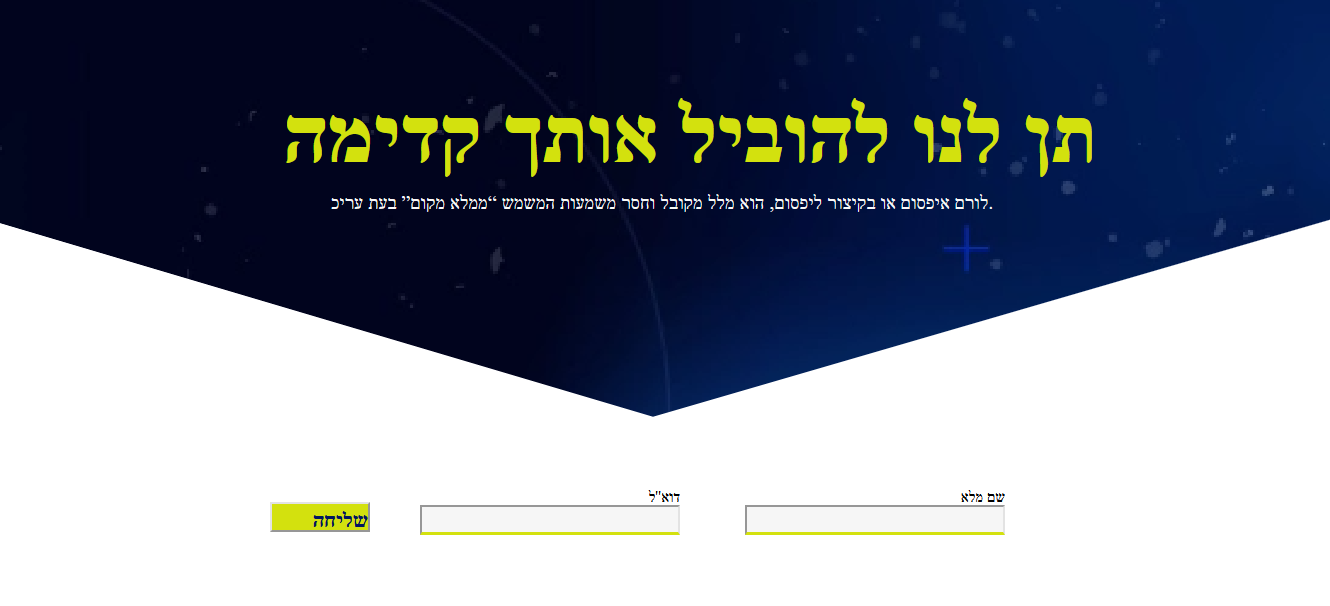 תן לנו להוביל אותך קדימה
לורם איפסום או בקיצור ליפסום, הוא מלל מקובל וחסר משמעות המשמש “ממלא מקום” בעת עריכ.
שם מלא
דוא"ל
שליחה